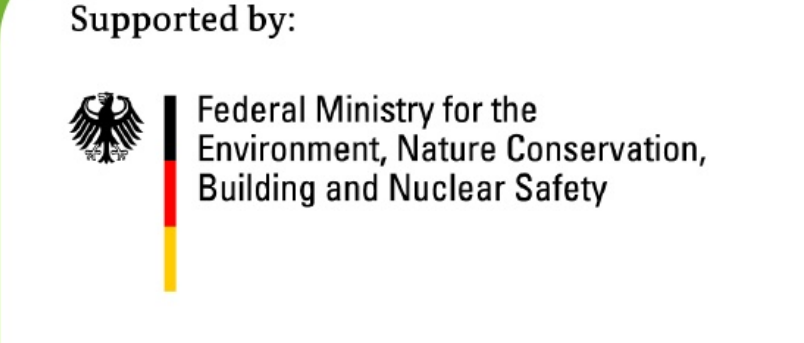 Supported by:
Federal Ministry for the
Environment, Nature Conservation,
Building and Nuclear Safety